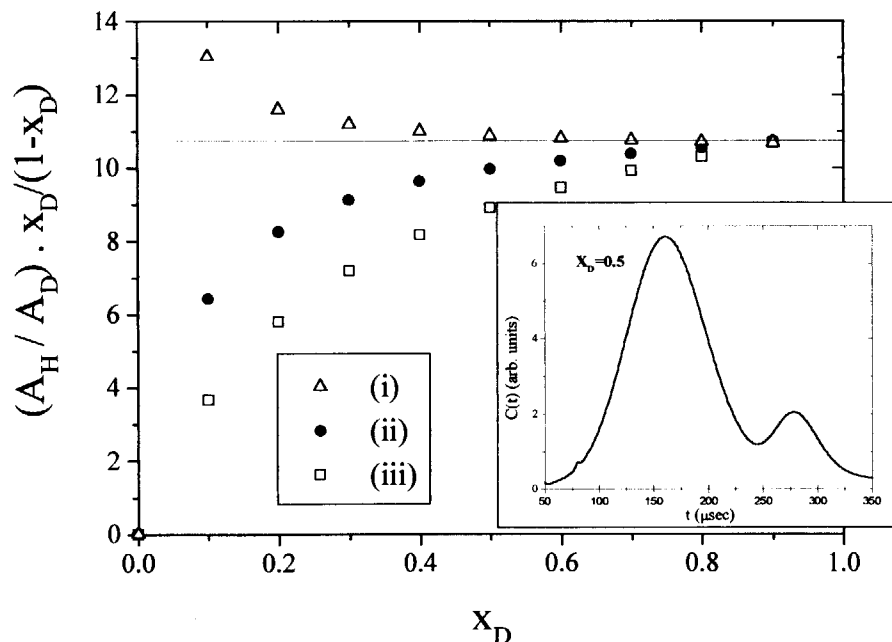 14
12
10
8
6
4
2
0
0.0 0.2 0.4 0.6 0.8 1.0
(A_H / A_D) . x_D/(1-x_D)
X_D
(i)
(ii)
(iii)
X_D=0.5
6
4
2
0
50 100 150 200 250 300 350
C(t) (arb. units)
t (μsec)